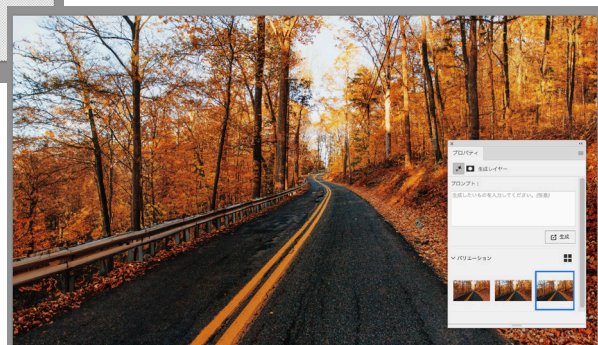 プロパティ
生成レイヤー
プロンプト：
生成したいものを入力してください。(任意)
生成
バリエーション